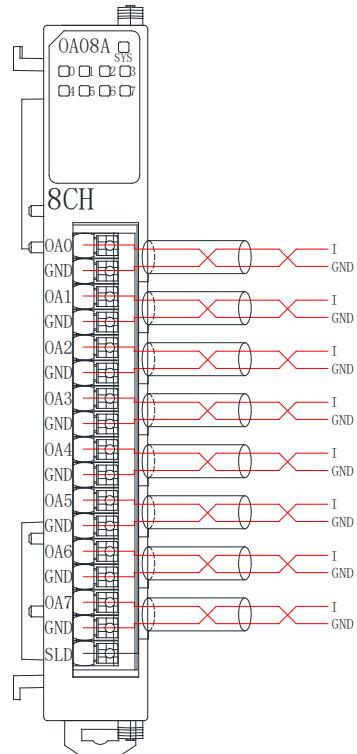 OA08A
SYS
0 1 2 3
4 5 6 7
8CH
OA0 I
GND GND
OA1 I
GND GND
OA2 I
GND GND
OA3 I
GND GND
OA4 I
GND GND
OA5 I
GND GND
OA6 I
GND GND
OA7 I
GND GND
SLD